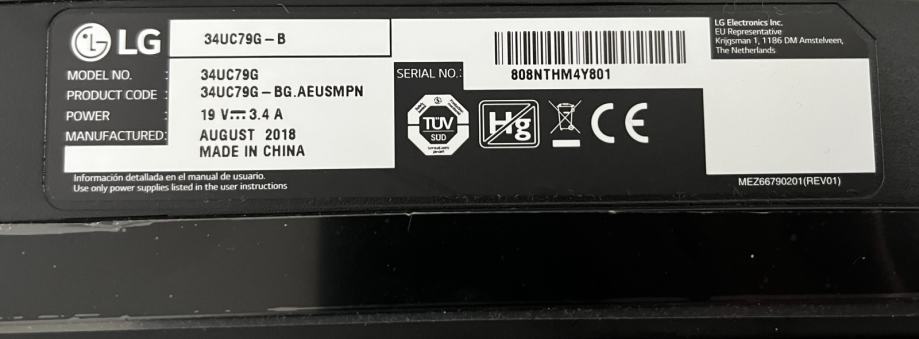 LG
34UC79G-B
MODEL NO. : 34UC79G
PRODUCT CODE : 34UC79G-BG.AEUSMPN
POWER : 19 V⎓ 3.4 A
MANUFACTURED: AUGUST 2018
MADE IN CHINA
Información detallada en el manual de usuario.
Use only power supplies listed in the user instructions
SERIAL NO.:
808NTHM4Y801
TÜV
SÜD
Hg
CE
LG Electronics Inc.
EU Representative
Krijgsman 1, 1186 DM Amstelveen,
The Netherlands
MEZ66790201(REV01)